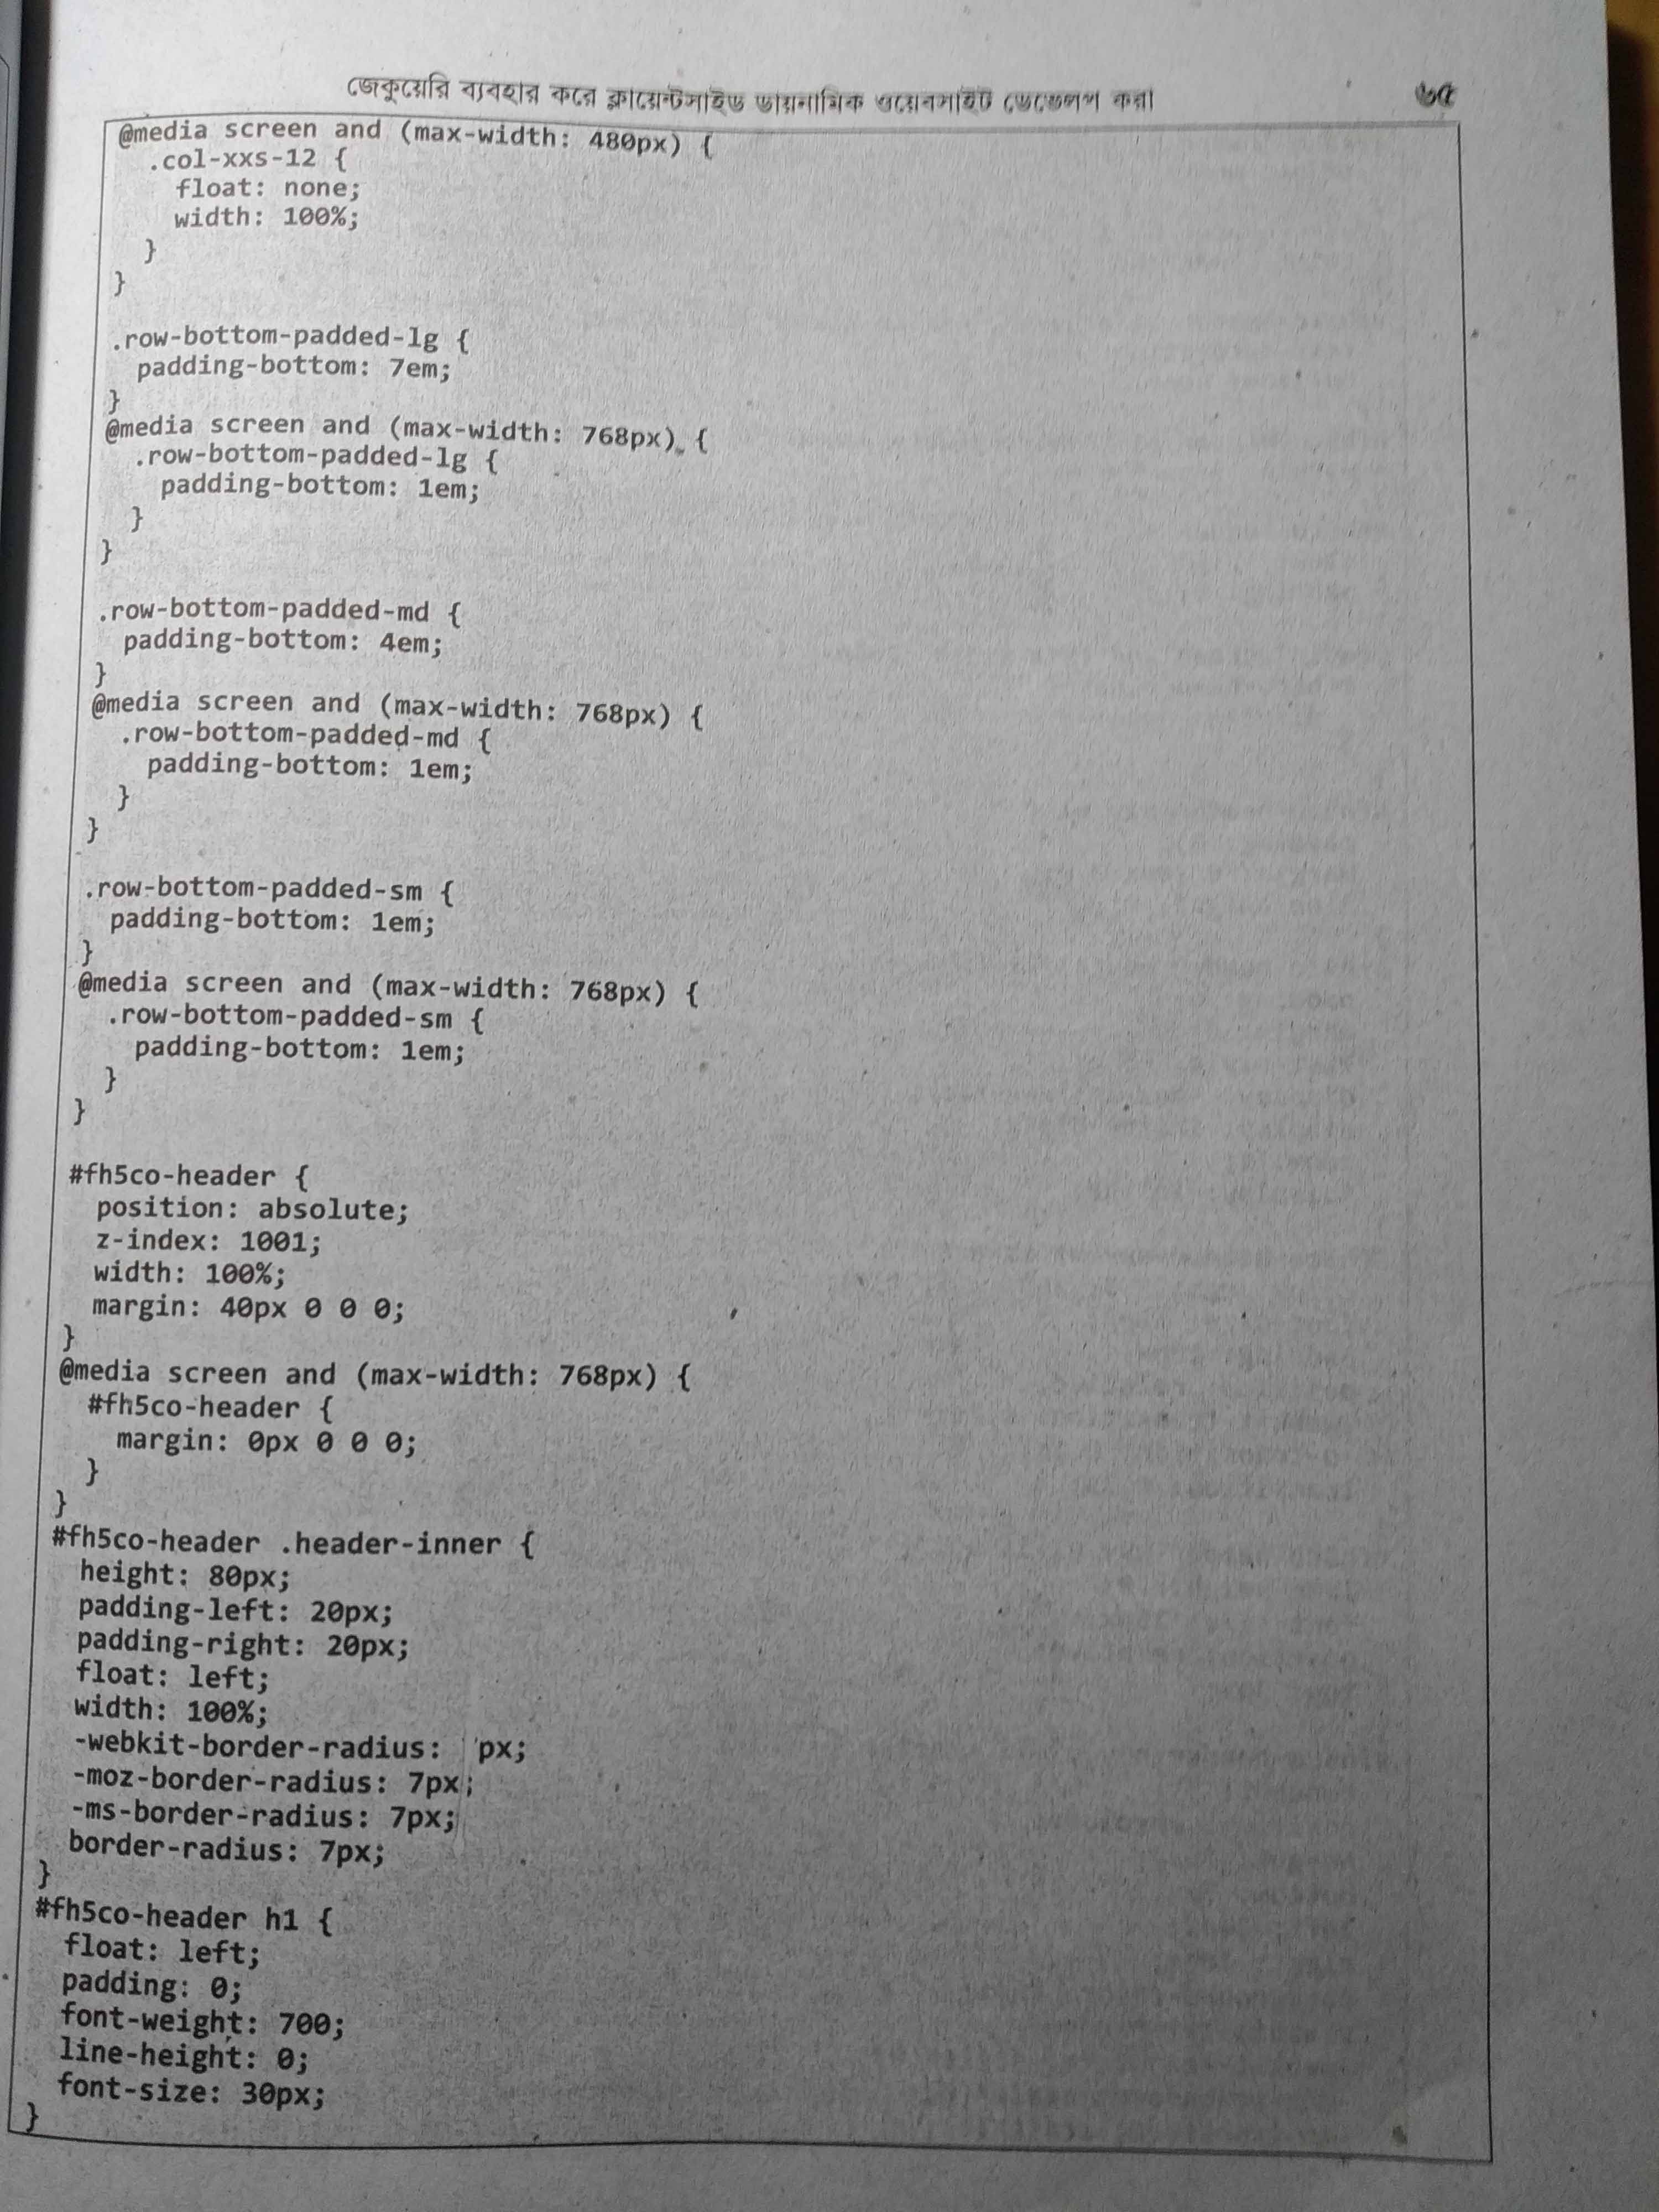 জেকুয়েরি ব্যবহার করে ক্লায়েন্টসাইড ডায়নামিক ওয়েবসাইট ডেভেলপ করা
@media screen and (max-width: 480px) {
.col-xxs-12 {
float: none;
width: 100%;
}
}
.row-bottom-padded-lg {
padding-bottom: 7em;
}
@media screen and (max-width: 768px) {
.row-bottom-padded-lg {
padding-bottom: 1em;
}
}
.row-bottom-padded-md {
padding-bottom: 4em;
}
@media screen and (max-width: 768px) {
.row-bottom-padded-md {
padding-bottom: 1em;
}
}
.row-bottom-padded-sm {
padding-bottom: 1em;
}
@media screen and (max-width: 768px) {
.row-bottom-padded-sm {
padding-bottom: 1em;
}
}
#fh5co-header {
position: absolute;
z-index: 1001;
width: 100%;
margin: 40px 0 0 0;
}
@media screen and (max-width: 768px) {
#fh5co-header {
margin: 0px 0 0 0;
}
}
#fh5co-header .header-inner {
height: 80px;
padding-left: 20px;
padding-right: 20px;
float: left;
width: 100%;
-webkit-border-radius: px;
-moz-border-radius: 7px;
-ms-border-radius: 7px;
border-radius: 7px;
}
#fh5co-header h1 {
float: left;
padding: 0;
font-weight: 700;
line-height: 0;
font-size: 30px;
}